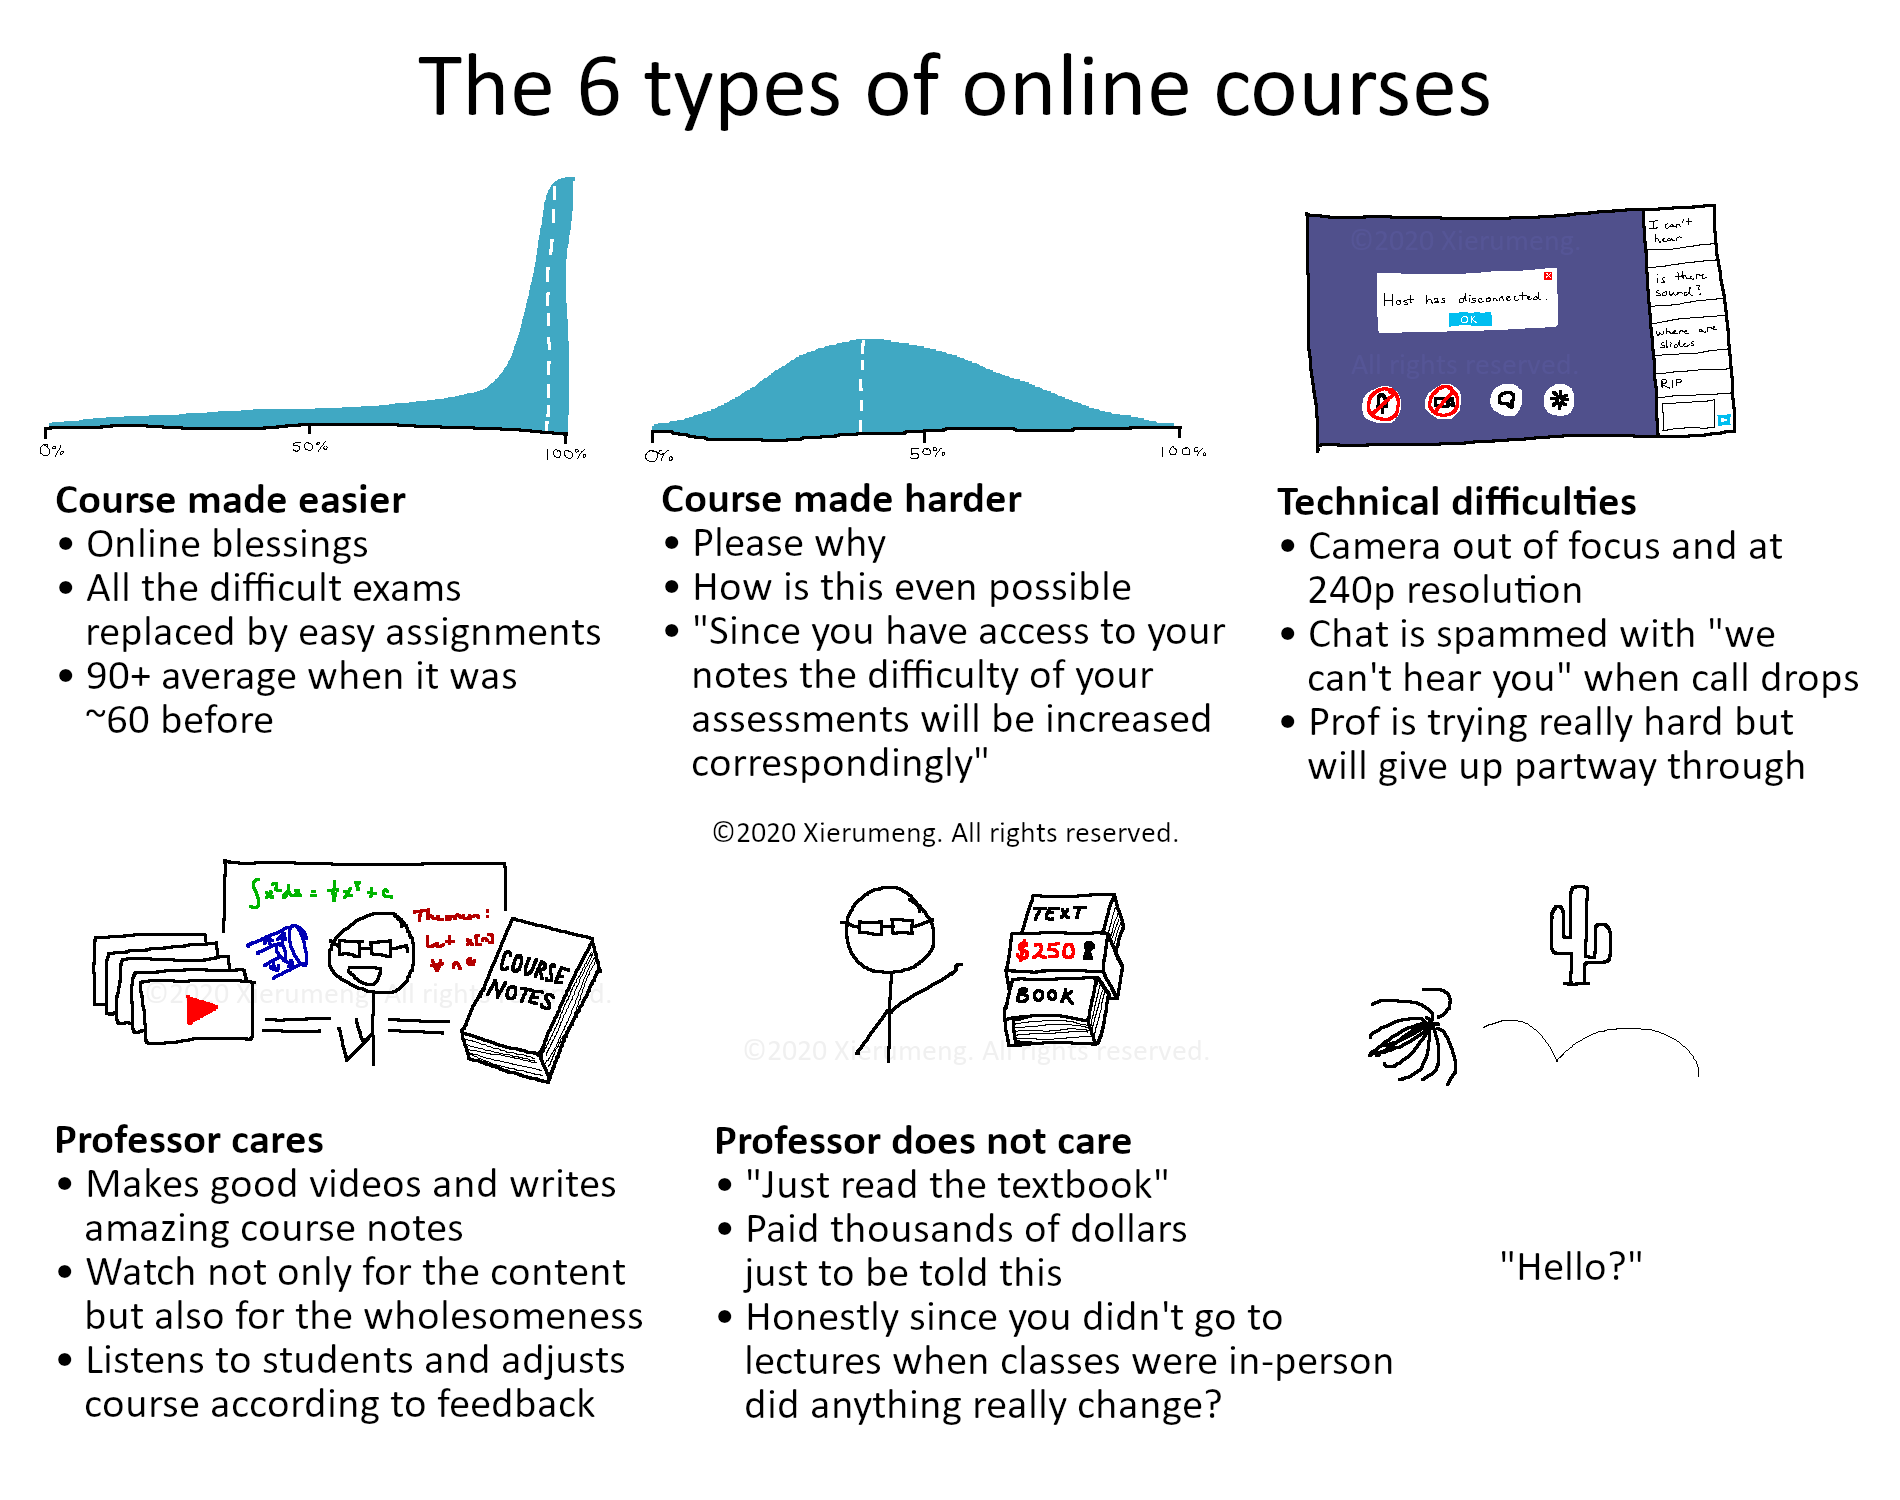 The 6 types of online courses
0%
50%
100%
0%
50%
100%
©2020 Xierumeng.
All rights reserved.
Host has disconnected.
OK
I can't
hear
is there
sound?
where are
slides
RIP
Course made easier
• Online blessings
• All the difficult exams
replaced by easy assignments
• 90+ average when it was
~60 before
Course made harder
• Please why
• How is this even possible
• "Since you have access to your
notes the difficulty of your
assessments will be increased
correspondingly"
Technical difficulties
• Camera out of focus and at
240p resolution
• Chat is spammed with "we
can't hear you" when call drops
• Prof is trying really hard but
will give up partway through
©2020 Xierumeng. All rights reserved.
Theorem:
Let x[n]
COURSE
NOTES
©2020 Xierumeng. All rights reserved.
TEXT
$250
BOOK
©2020 Xierumeng. All rights reserved.
Professor cares
• Makes good videos and writes
amazing course notes
• Watch not only for the content
but also for the wholesomeness
• Listens to students and adjusts
course according to feedback
Professor does not care
• "Just read the textbook"
• Paid thousands of dollars
just to be told this
• Honestly since you didn't go to
lectures when classes were in-person
did anything really change?
"Hello?"